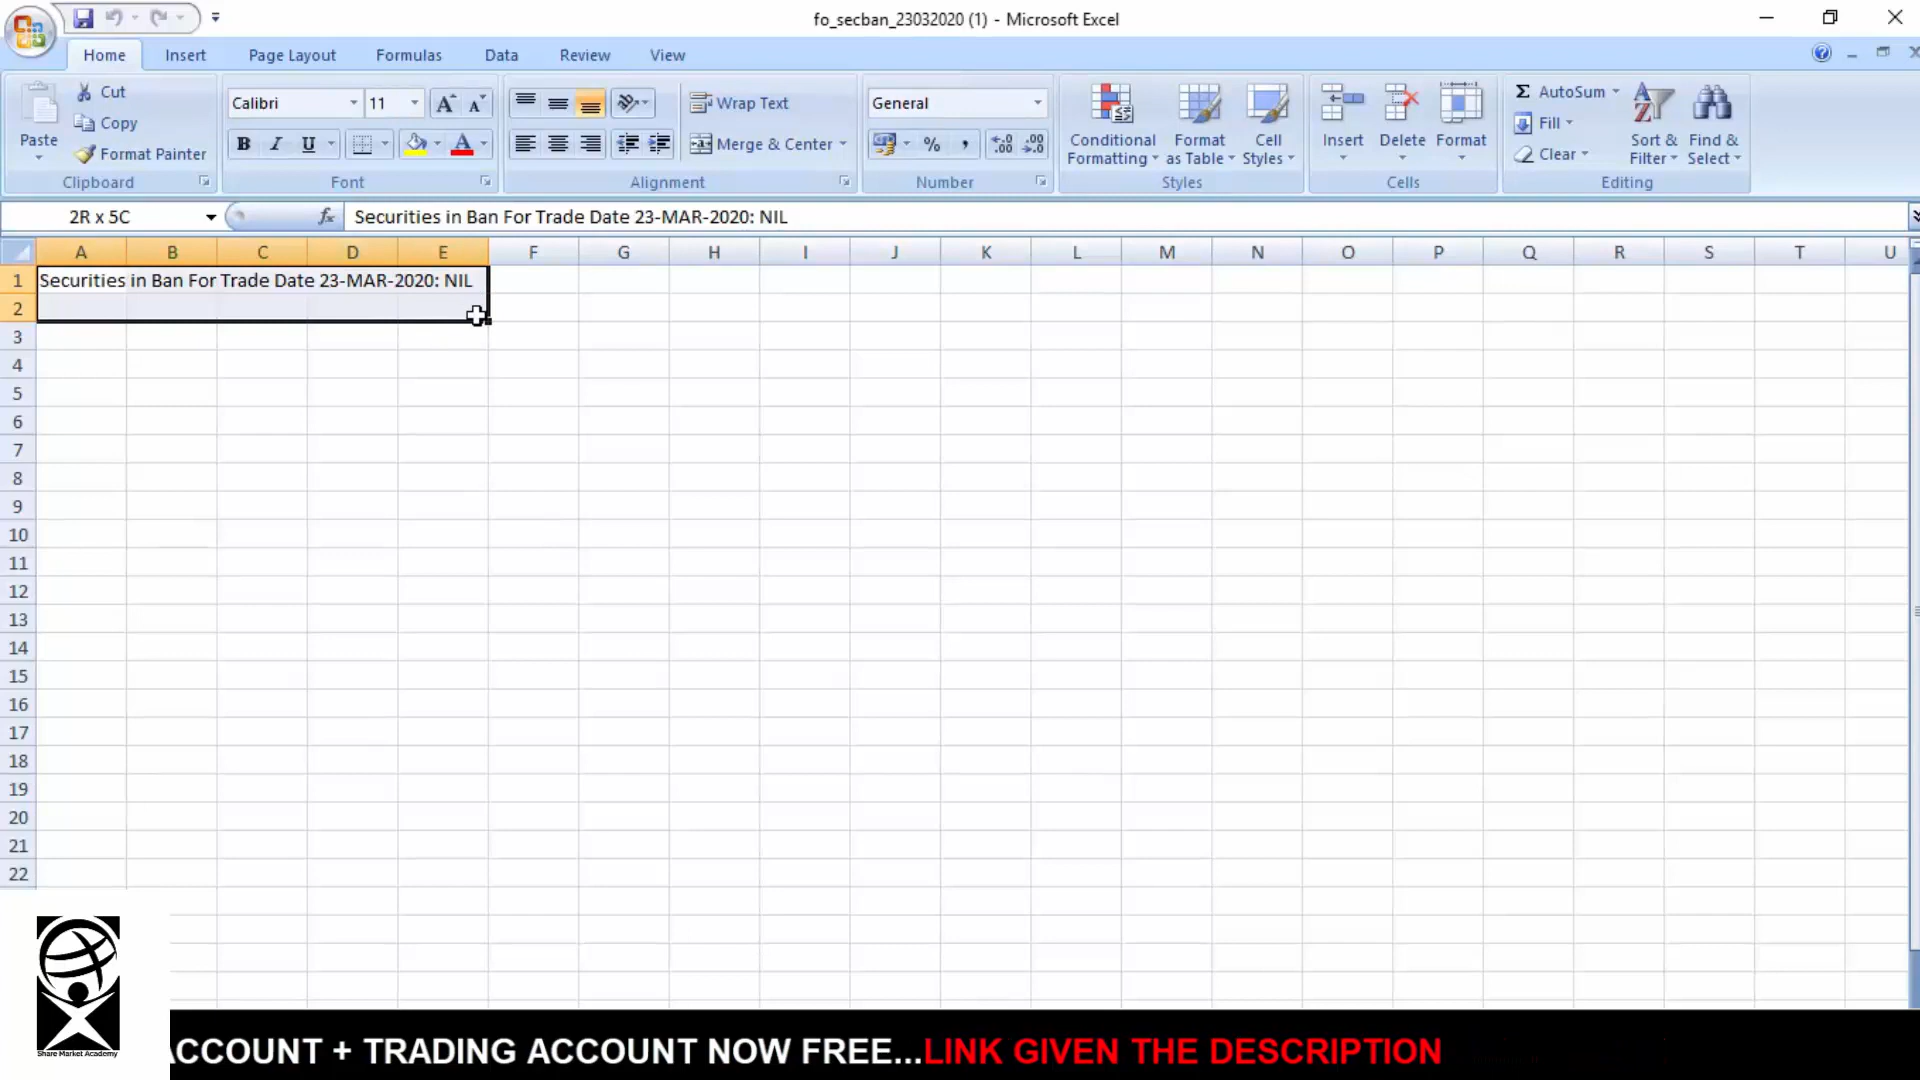 fo_secban_23032020 (1) - Microsoft Excel
Home Insert Page Layout Formulas Data Review View
Paste
Cut
Copy
Format Painter
Clipboard
Calibri 11
B I U
Font
Wrap Text
Merge & Center
Alignment
General
% ,
Number
Conditional Formatting
Format as Table
Cell Styles
Styles
Insert Delete Format
Cells
AutoSum
Fill
Clear
Sort & Filter
Find & Select
Editing
2R x 5C fx Securities in Ban For Trade Date 23-MAR-2020: NIL
A B C D E F G H I J K L M N O P Q R S T U
1 Securities in Ban For Trade Date 23-MAR-2020: NIL
2
3
4
5
6
7
8
9
10
11
12
13
14
15
16
17
18
19
20
21
22
Share Market Academy
ACCOUNT + TRADING ACCOUNT NOW FREE...LINK GIVEN THE DESCRIPTION